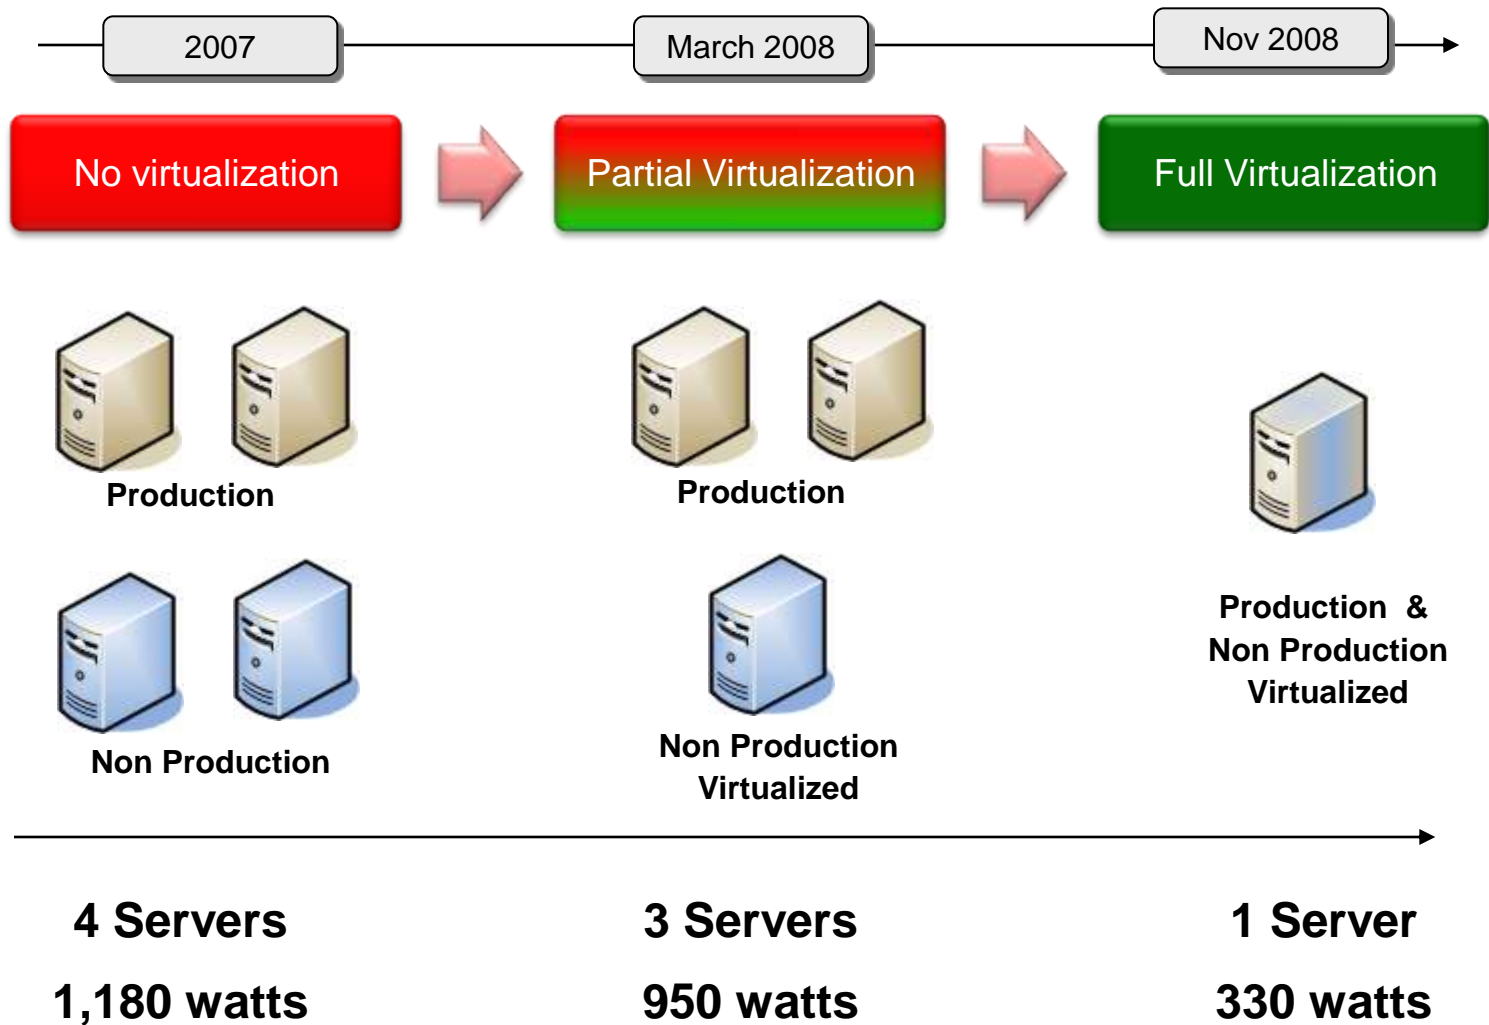 2007
March 2008
Nov 2008
No virtualization
Partial Virtualization
Full Virtualization
Production
Production
Production &
Non Production
Virtualized
Non Production
Non Production
Virtualized
4 Servers
3 Servers
1 Server
1,180 watts
950 watts
330 watts